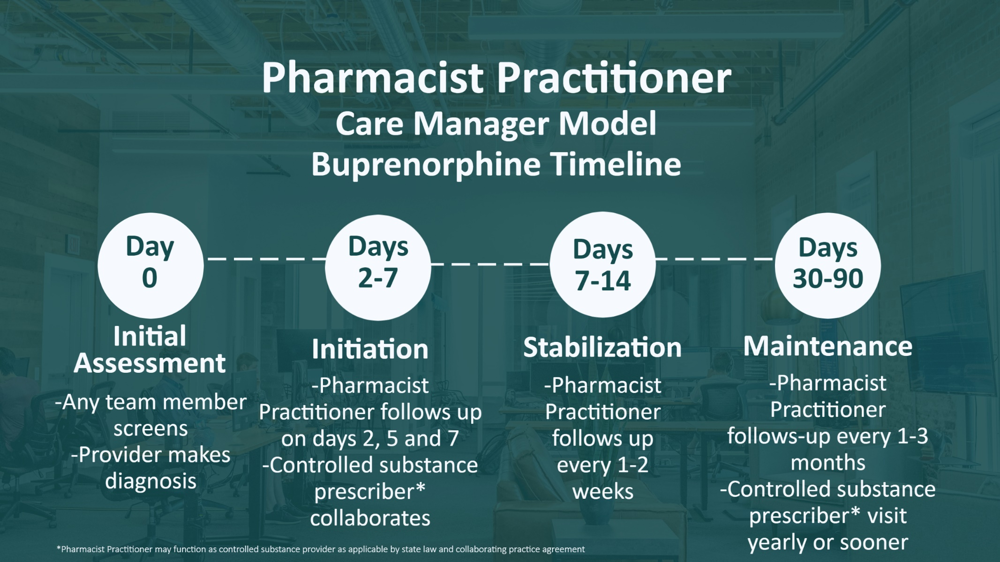 Pharmacist Practitioner
Care Manager Model
Buprenorphine Timeline
Day
0
Initial
Assessment
-Any team member
screens
-Provider makes
diagnosis
Days
2-7
Initiation
-Pharmacist
Practitioner follows up
on days 2, 5 and 7
-Controlled substance
prescriber*
collaborates
Days
7-14
Stabilization
-Pharmacist
Practitioner
follows up
every 1-2
weeks
Days
30-90
Maintenance
-Pharmacist
Practitioner
follows-up every 1-3
months
-Controlled substance
prescriber* visit
yearly or sooner
*Pharmacist Practitioner may function as controlled substance provider as applicable by state law and collaborating practice agreement
EXIT